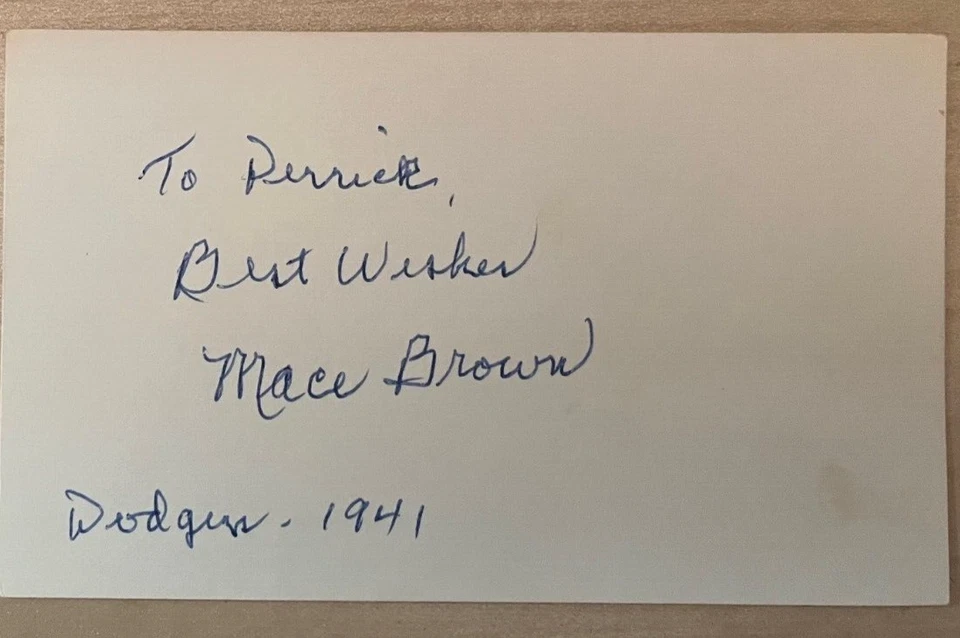 To Derrick,
Best Wishes
Mace Brown
Dodgers - 1941